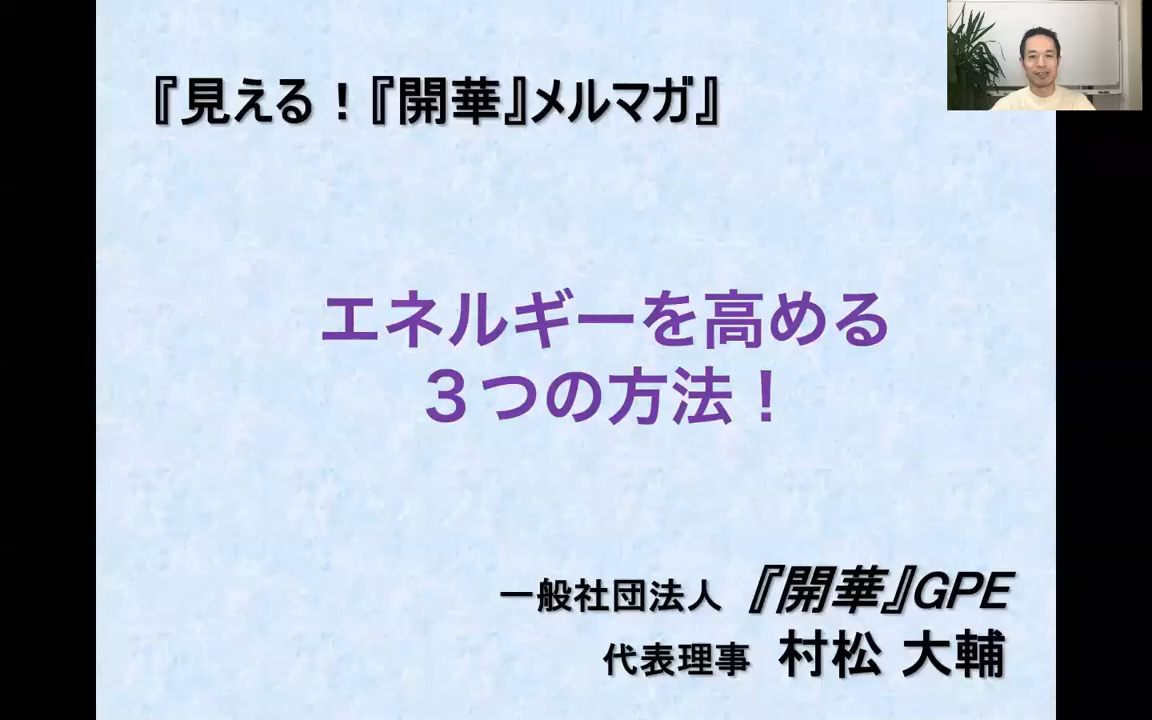 『見える！『開華』メルマガ』
エネルギーを高める
３つの方法！
一般社団法人 『開華』GPE
代表理事 村松 大輔